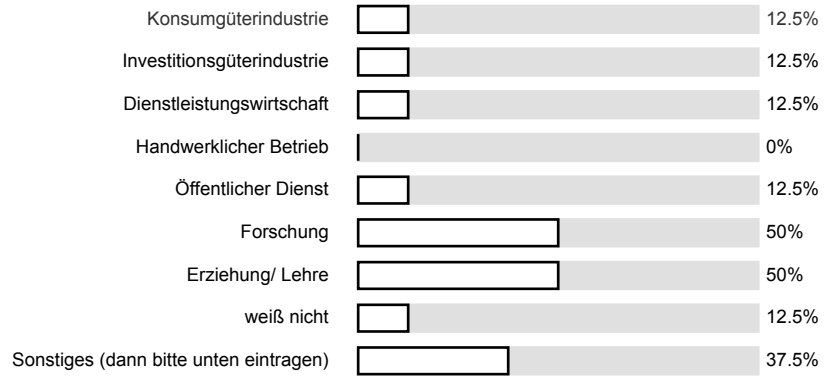 Konsumgüterindustrie 12.5%
Investitionsgüterindustrie 12.5%
Dienstleistungswirtschaft 12.5%
Handwerklicher Betrieb 0%
Öffentlicher Dienst 12.5%
Forschung 50%
Erziehung/ Lehre 50%
weiß nicht 12.5%
Sonstiges (dann bitte unten eintragen) 37.5%